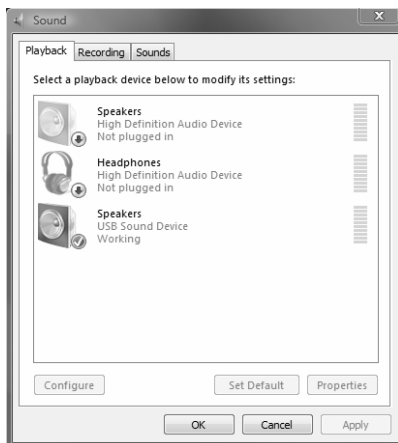 Sound
Playback Recording Sounds
Select a playback device below to modify its settings:
Speakers
High Definition Audio Device
Not plugged in
Headphones
High Definition Audio Device
Not plugged in
Speakers
USB Sound Device
Working
Configure Set Default Properties
OK Cancel Apply